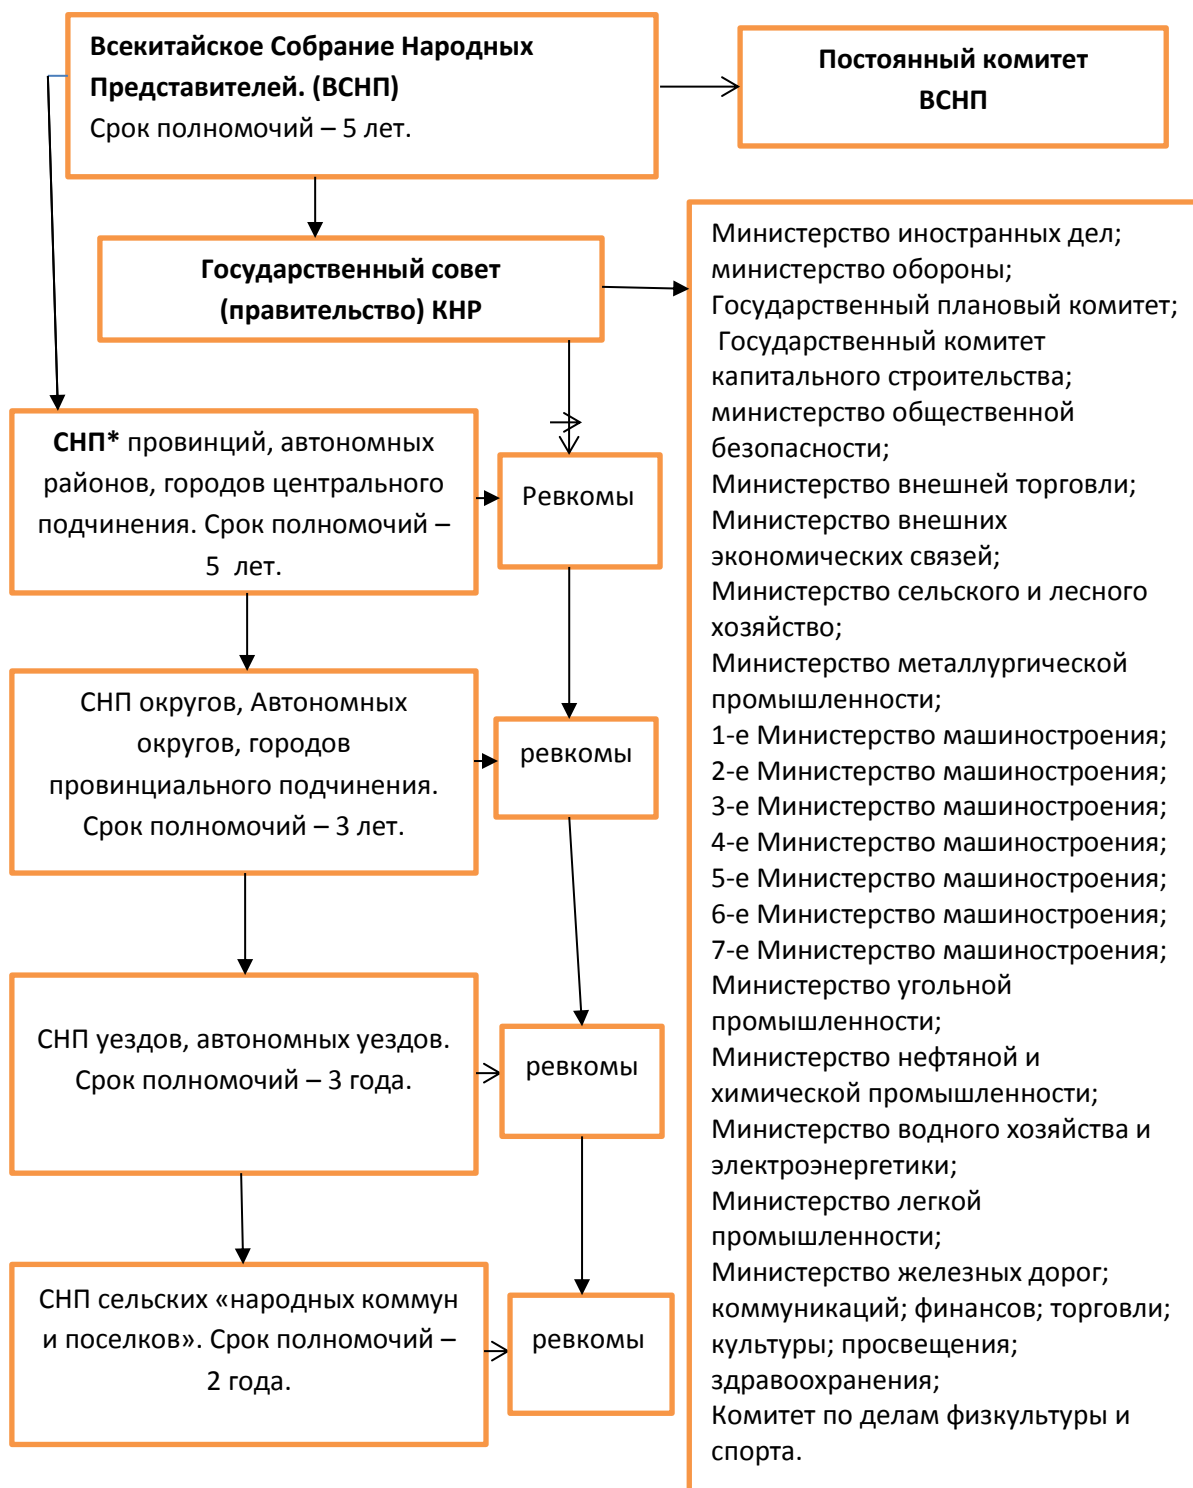 Всекитайское Собрание Народных
Представителей. (ВСНП)
Срок полномочий – 5 лет.
Постоянный комитет
ВСНП
Государственный совет
(правительство) КНР
СНП* провинций, автономных
районов, городов центрального
подчинения. Срок полномочий –
5 лет.
Ревкомы
СНП округов, Автономных
округов, городов
провинциального подчинения.
Срок полномочий – 3 лет.
ревкомы
СНП уездов, автономных уездов.
Срок полномочий – 3 года.
ревкомы
СНП сельских «народных коммун
и поселков». Срок полномочий –
2 года.
ревкомы
Министерство иностранных дел;
министерство обороны;
Государственный плановый комитет;
Государственный комитет
капитального строительства;
министерство общественной
безопасности;
Министерство внешней торговли;
Министерство внешних
экономических связей;
Министерство сельского и лесного
хозяйство;
Министерство металлургической
промышленности;
1-е Министерство машиностроения;
2-е Министерство машиностроения;
3-е Министерство машиностроения;
4-е Министерство машиностроения;
5-е Министерство машиностроения;
6-е Министерство машиностроения;
7-е Министерство машиностроения;
Министерство угольной
промышленности;
Министерство нефтяной и
химической промышленности;
Министерство водного хозяйства и
электроэнергетики;
Министерство легкой
промышленности;
Министерство железных дорог;
коммуникаций; финансов; торговли;
культуры; просвещения;
здравоохранения;
Комитет по делам физкультуры и
спорта.